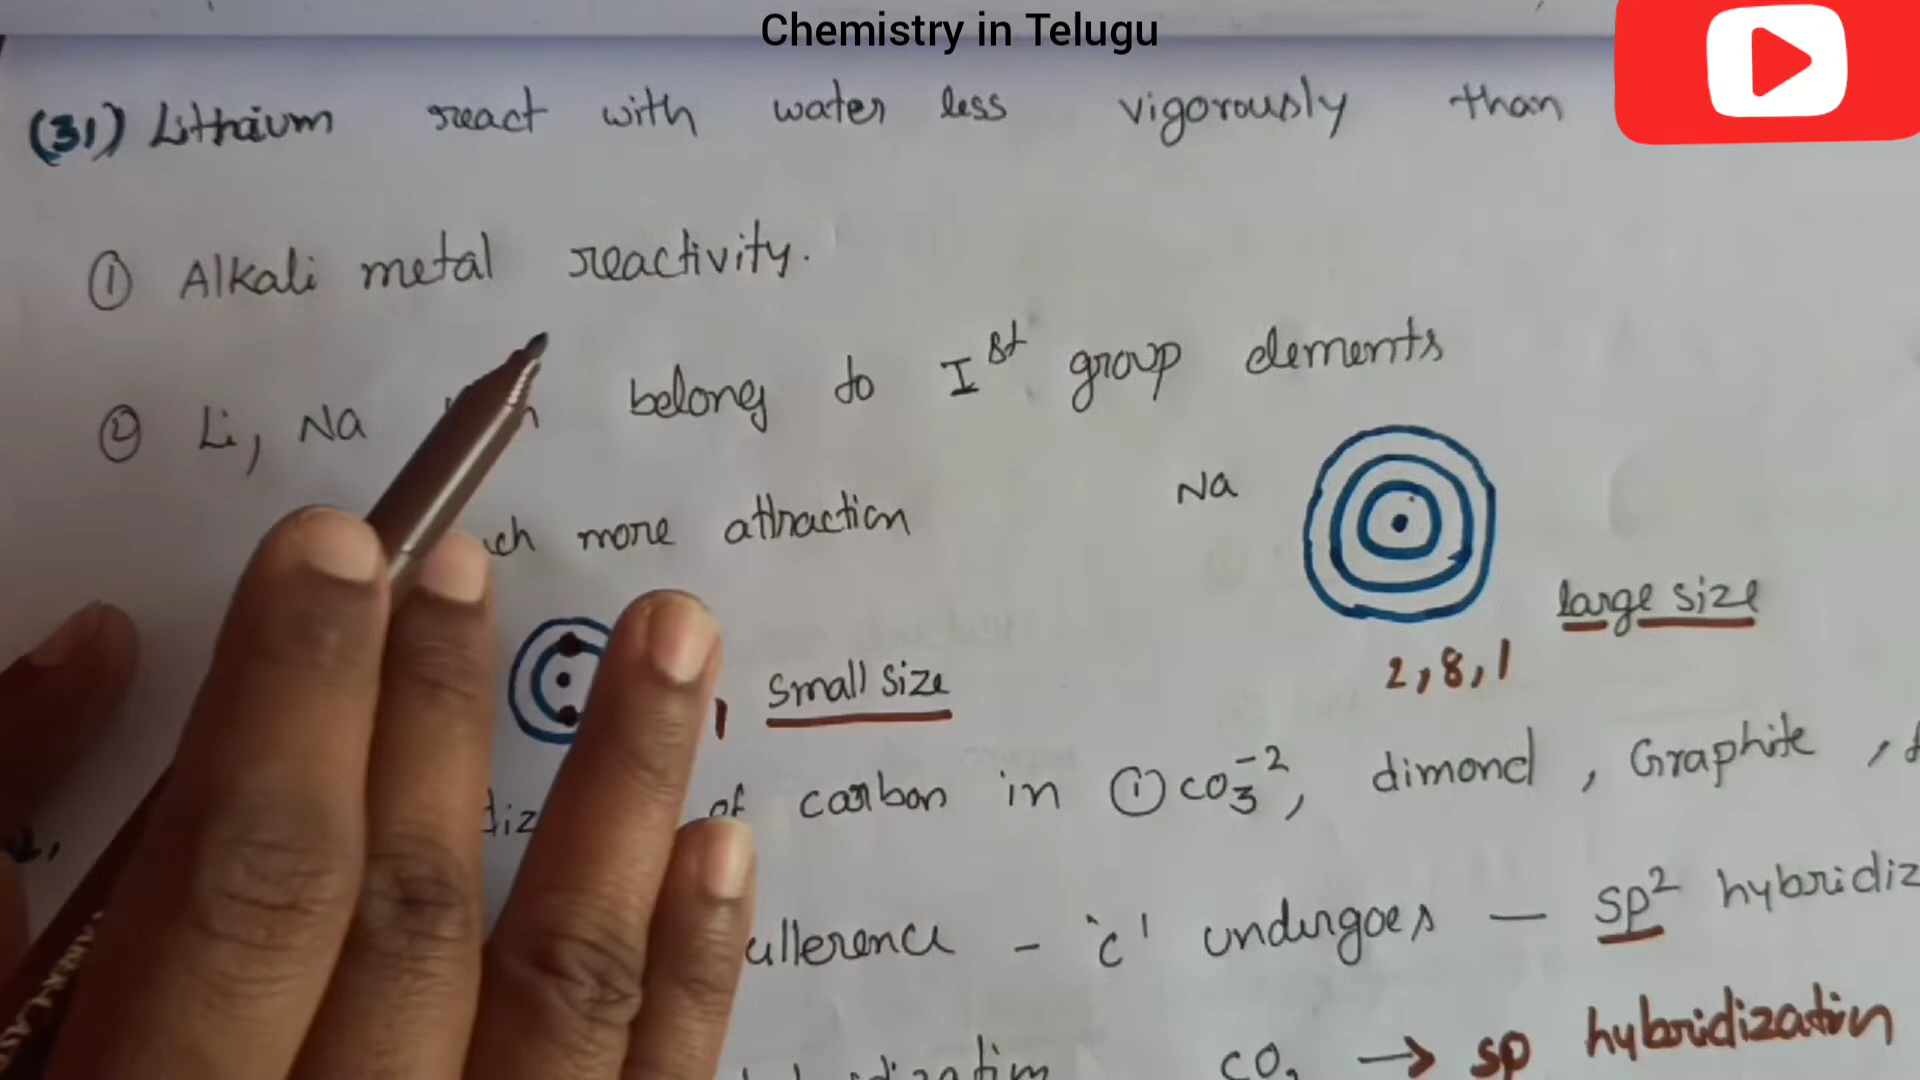 Chemistry in Telugu
(31) Lithium react with water less vigorously than
① Alkali metal reactivity.
② Li, Na belong to Ist group elements
more attraction
Na
large size
2,8,1
1 small size
of carbon in ① CO3-2, dimond, Graphite,
- 'c' undergoes - sp2
CO2 → sp hybridization